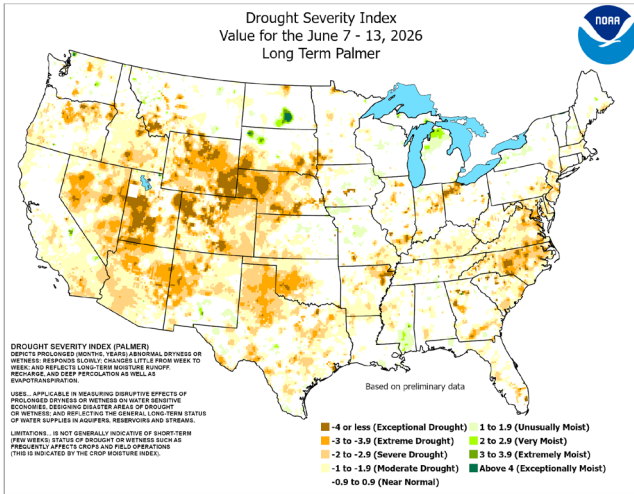 Drought Severity Index
Value for the June 7 - 13, 2026
Long Term Palmer
NOAA
DROUGHT SEVERITY INDEX (PALMER)
DEPICTS PROLONGED (MONTHS, YEARS) ABNORMAL DRYNESS OR
WETNESS: RESPONDS SLOWLY; CHANGES LITTLE FROM WEEK TO
WEEK; AND REFLECTS LONG-TERM MOISTURE RUNOFF,
RECHARGE, AND DEEP PERCOLATION AS WELL AS
EVAPOTRANSPIRATION.
USES... APPLICABLE IN MEASURING DISRUPTIVE EFFECTS OF
PROLONGED DRYNESS OR WETNESS ON WATER SENSITIVE
ECONOMIES, DESIGNING DISASTER AREAS OF DROUGHT
OR WETNESS; AND REFLECTING THE GENERAL LONG-TERM STATUS
OF WATER SUPPLIES IN AQUIFERS, RESERVOIRS AND STREAMS.
LIMITATIONS... IS NOT GENERALLY INDICATIVE OF SHORT-TERM
(FEW WEEKS) STATUS OF DROUGHT OR WETNESS SUCH AS
FREQUENTLY AFFECTS CROPS AND FIELD OPERATIONS
(THIS IS INDICATED BY THE CROP MOISTURE INDEX).
Based on preliminary data
-4 or less (Exceptional Drought)
-3 to -3.9 (Extreme Drought)
-2 to -2.9 (Severe Drought)
-1 to -1.9 (Moderate Drought)
-0.9 to 0.9 (Near Normal)
1 to 1.9 (Unusually Moist)
2 to 2.9 (Very Moist)
3 to 3.9 (Extremely Moist)
Above 4 (Exceptionally Moist)